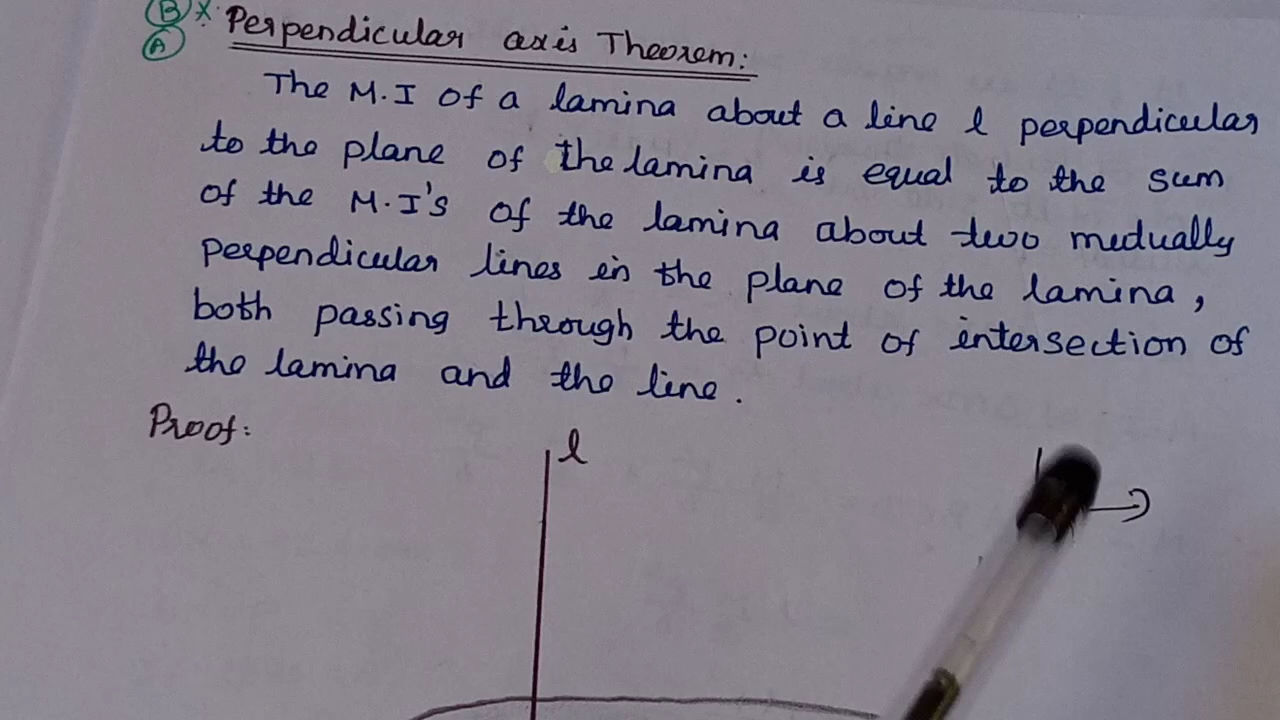 B * Perpendicular axis Theorem:
A
The M.I of a lamina about a line l perpendicular
to the plane of the lamina is equal to the sum
of the M.I's of the lamina about two medually
perpendicular lines in the plane of the lamina,
both passing through the point of intersection of
the lamina and the line.
Proof:
l